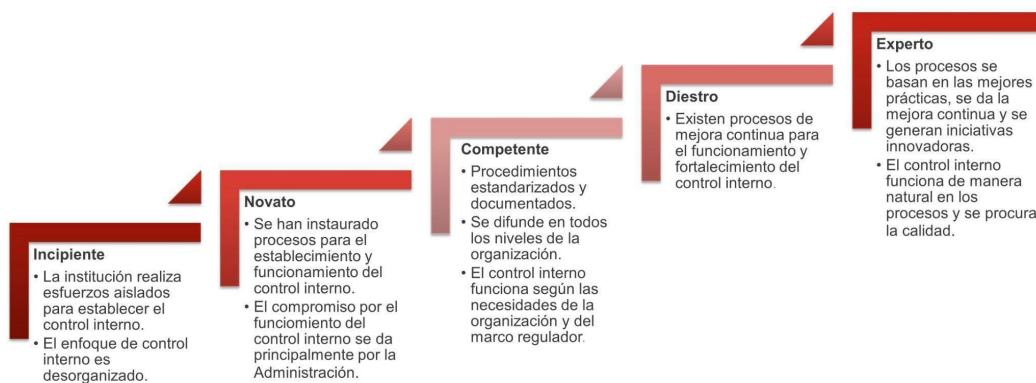 Incipiente
• La institución realiza
esfuerzos aislados
para establecer el
control interno.
• El enfoque de control
interno es
desorganizado.
Novato
• Se han instaurado
procesos para el
establecimiento y
funcionamiento del
control interno.
• El compromiso por el
funciomiento del
control interno se da
principalmente por la
Administración.
Competente
• Procedimientos
estandarizados y
documentados.
• Se difunde en todos
los niveles de la
organización.
• El control interno
funciona según las
necesidades de la
organización y del
marco regulador.
Diestro
• Existen procesos de
mejora continua para
el funcionamiento y
fortalecimiento del
control interno.
Experto
• Los procesos se
basan en las mejores
prácticas, se da la
mejora continua y se
generan iniciativas
innovadoras.
• El control interno
funciona de manera
natural en los
procesos y se procura
la calidad.